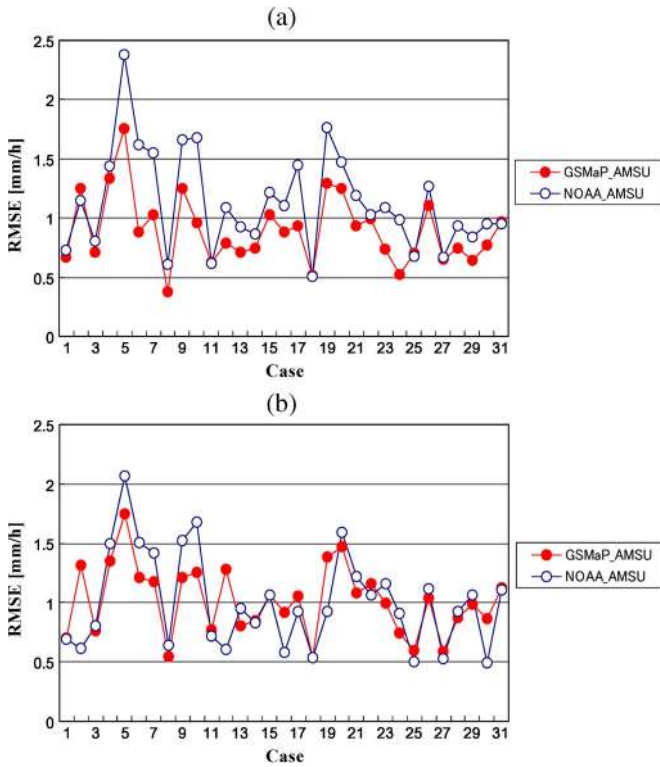 (a)
2.5
2
1.5
1
0.5
0
RMSE [mm/h]
1 3 5 7 9 11 13 15 17 19 21 23 25 27 29 31
Case
GSMaP_AMSU
NOAA_AMSU
(b)
2.5
2
1.5
1
0.5
0
RMSE [mm/h]
1 3 5 7 9 11 13 15 17 19 21 23 25 27 29 31
Case
GSMaP_AMSU
NOAA_AMSU